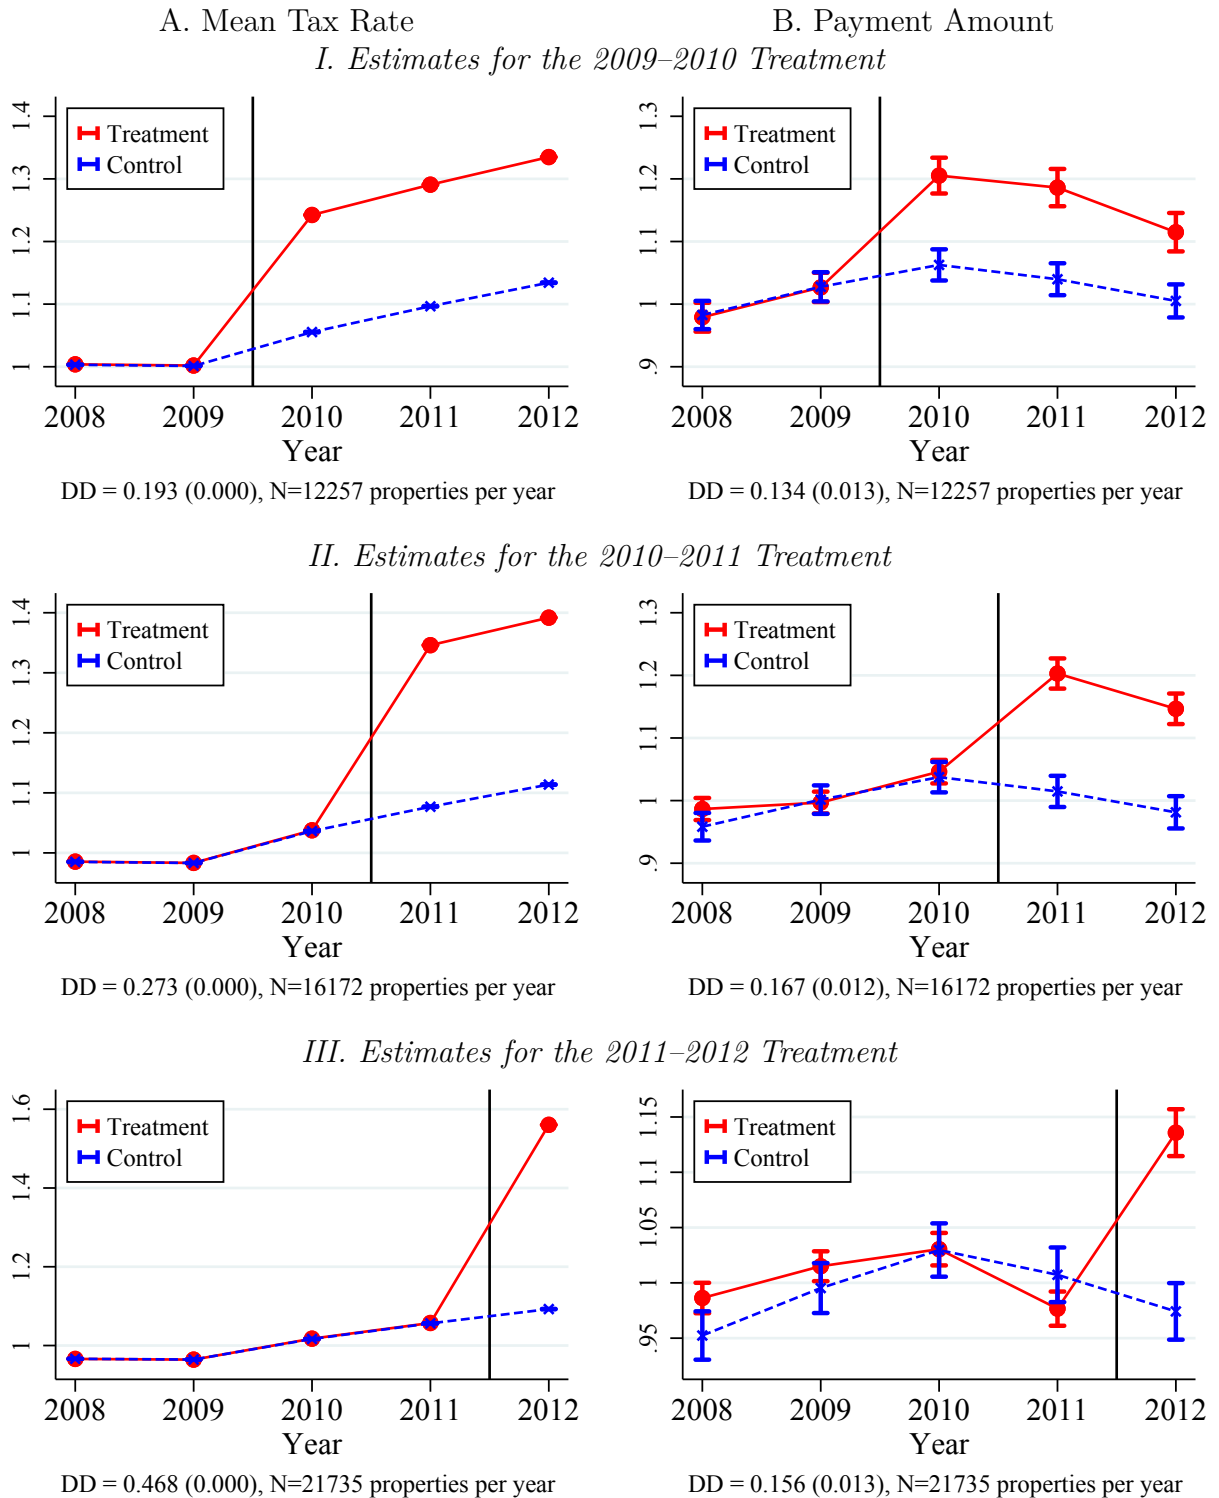 A. Mean Tax Rate
B. Payment Amount
I. Estimates for the 2009–2010 Treatment
1.4
1.3
1.2
1.1
1
Treatment
Control
2008 2009 2010 2011 2012
Year
DD = 0.193 (0.000), N=12257 properties per year
1.3
1.2
1.1
1
.9
Treatment
Control
2008 2009 2010 2011 2012
Year
DD = 0.134 (0.013), N=12257 properties per year
II. Estimates for the 2010–2011 Treatment
1.4
1.3
1.2
1.1
1
Treatment
Control
2008 2009 2010 2011 2012
Year
DD = 0.273 (0.000), N=16172 properties per year
1.3
1.2
1.1
1
.9
Treatment
Control
2008 2009 2010 2011 2012
Year
DD = 0.167 (0.012), N=16172 properties per year
III. Estimates for the 2011–2012 Treatment
1.6
1.4
1.2
1
Treatment
Control
2008 2009 2010 2011 2012
Year
DD = 0.468 (0.000), N=21735 properties per year
1.15
1.1
1.05
1
.95
Treatment
Control
2008 2009 2010 2011 2012
Year
DD = 0.156 (0.013), N=21735 properties per year